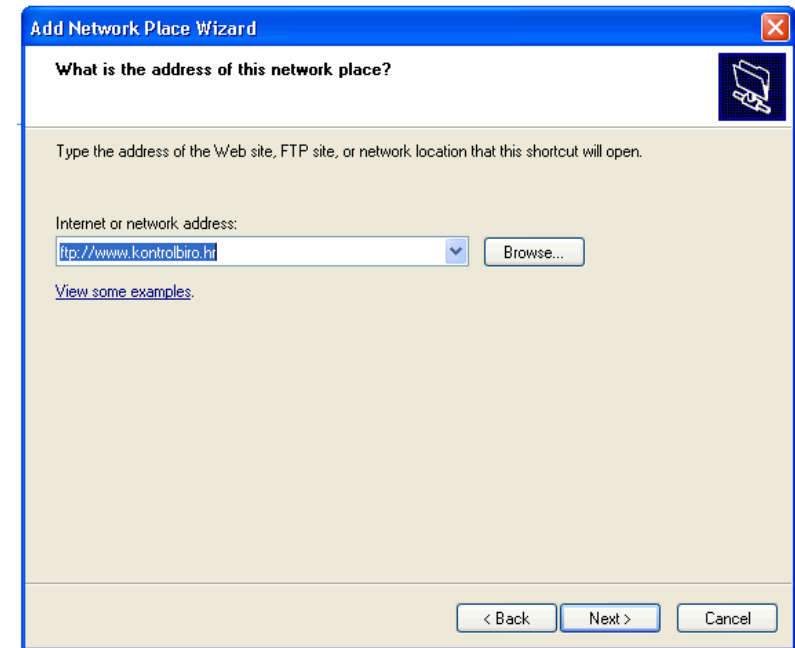 Add Network Place Wizard
What is the address of this network place?
Type the address of the Web site, FTP site, or network location that this shortcut will open.
Internet or network address:
ftp://www.kontrolbiro.hr
Browse...
View some examples.
< Back
Next >
Cancel